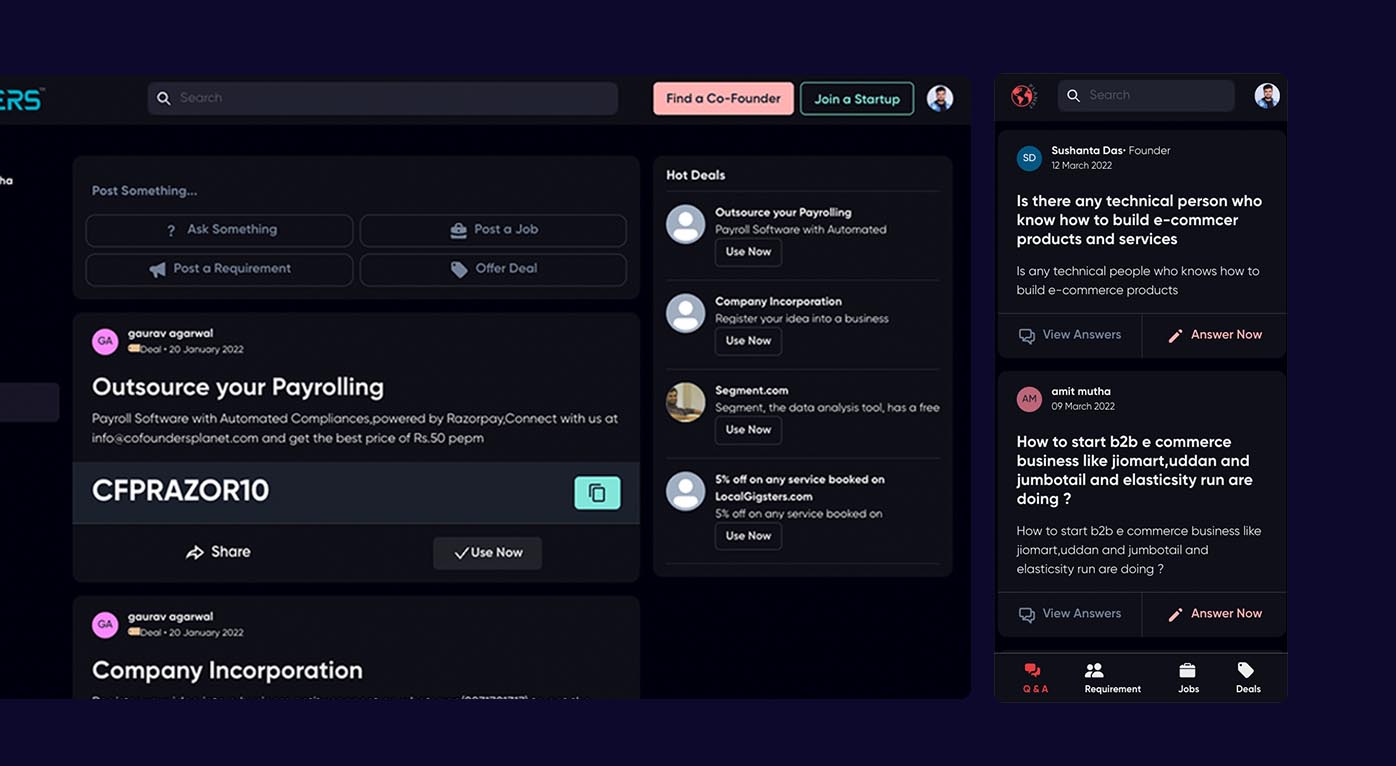 ERS™
Search
Find a Co-Founder
Join a Startup
ha
Post Something...
? Ask Something
Post a Job
Post a Requirement
Offer Deal
GA
gaurav agarwal
Deal • 20 January 2022
Outsource your Payrolling
Payroll Software with Automated Compliances,powered by Razorpay,Connect with us at
info@cofoundersplanet.com and get the best price of Rs.50 pepm
CFPRAZOR10
Share
Use Now
GA
gaurav agarwal
Deal • 20 January 2022
Company Incorporation
Hot Deals
Outsource your Payrolling
Payroll Software with Automated
Use Now
Company Incorporation
Register your idea into a business
Use Now
Segment.com
Segment, the data analysis tool, has a free
Use Now
5% off on any service booked on
LocalGigsters.com
5% off on any service booked on
Use Now
Search
SD
Sushanta Das• Founder
12 March 2022
Is there any technical person who
know how to build e-commcer
products and services
Is any technical people who knows how to
build e-commerce products
View Answers
Answer Now
AM
amit mutha
09 March 2022
How to start b2b e commerce
business like jiomart,uddan and
jumbotail and elasticsity run are
doing ?
How to start b2b e commerce business like
jiomart,uddan and jumbotail and
elasticsity run are doing ?
View Answers
Answer Now
Q & A
Requirement
Jobs
Deals